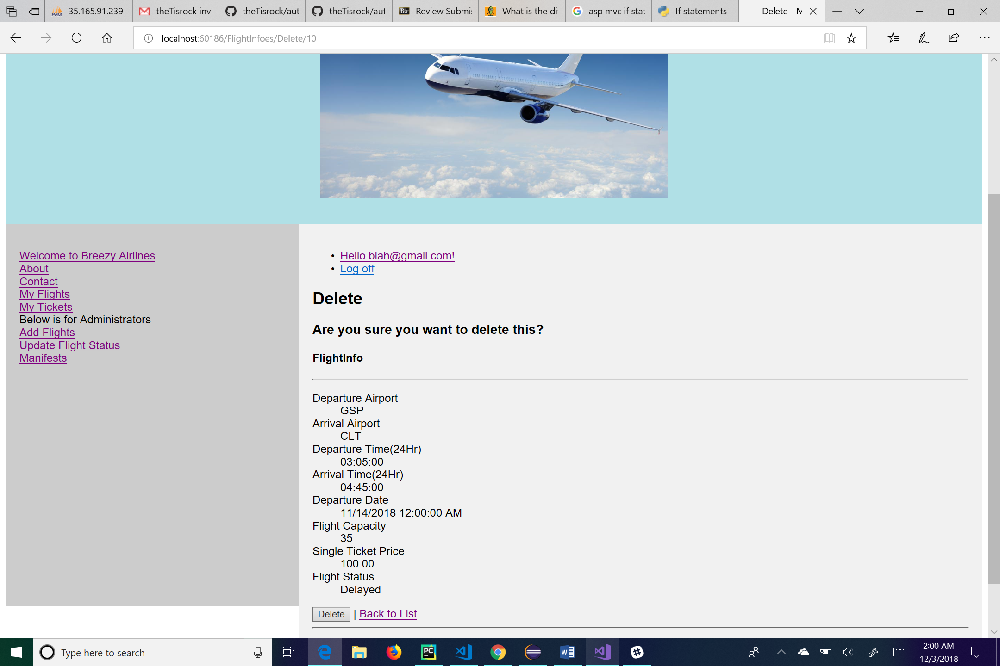 35.165.91.239
theTisrock invi
theTisrock/aut
theTisrock/aut
Review Submi
What is the dif
asp mvc if stat
If statements -
Delete - M
localhost:60186/FlightInfoes/Delete/10
Welcome to Breezy Airlines
About
Contact
My Flights
My Tickets
Below is for Administrators
Add Flights
Update Flight Status
Manifests
• Hello blah@gmail.com!
• Log off
Delete
Are you sure you want to delete this?
FlightInfo
Departure Airport
GSP
Arrival Airport
CLT
Departure Time(24Hr)
03:05:00
Arrival Time(24Hr)
04:45:00
Departure Date
11/14/2018 12:00:00 AM
Flight Capacity
35
Single Ticket Price
100.00
Flight Status
Delayed
Delete | Back to List
Type here to search
2:00 AM
12/3/2018